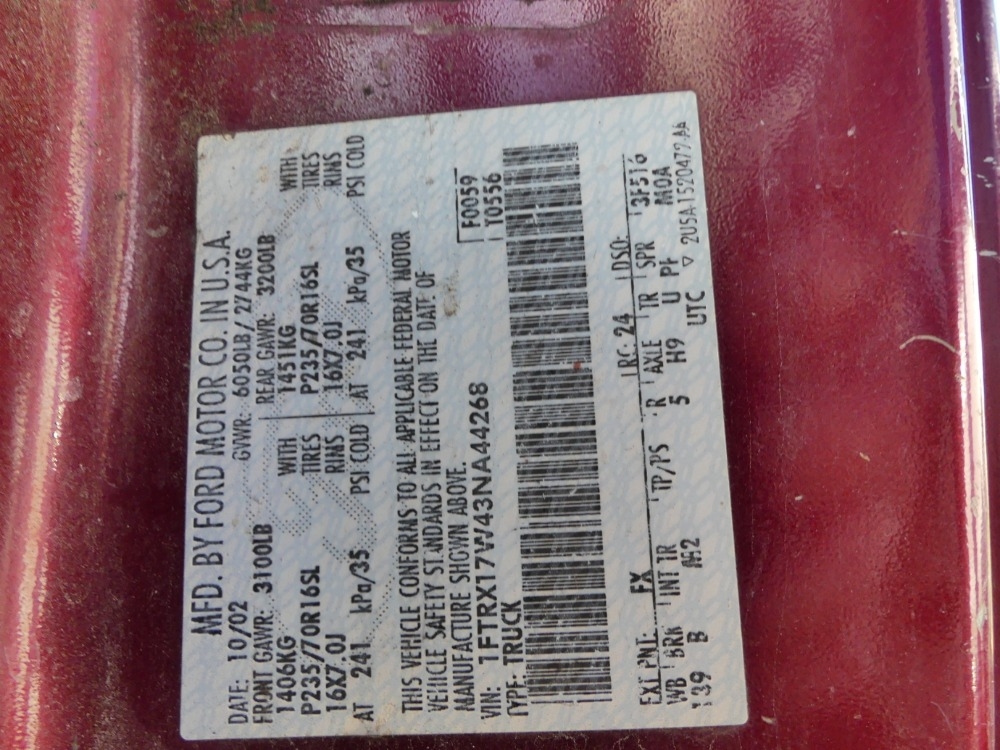 MFD. BY FORD MOTOR CO. IN U.S.A.
DATE: 10/02 GVWR: 6050LB / 2744KG
FRONT GAWR: 3100LB REAR GAWR: 3200LB
1406KG WITH 1451KG WITH
P235/70R16SL TIRES P235/70R16SL TIRES
16X7.0J RIMS 16X7.0J RIMS
AT 241 kPa/35 PSI COLD AT 241 kPa/35 PSI COLD
THIS VEHICLE CONFORMS TO ALL APPLICABLE FEDERAL MOTOR
VEHICLE SAFETY STANDARDS IN EFFECT ON THE DATE OF
MANUFACTURE SHOWN ABOVE.
VIN: 1FTRX17W43NA44268 F0059
TYPE: TRUCK T0556
EXT PNT: FX RC: 24 DSO:
WB BRK INT TR TP/PS R AXLE TR SPR 3F516
139 B 5 H9 U PF M0A
UTC ▽ 2USA-1520472-AA